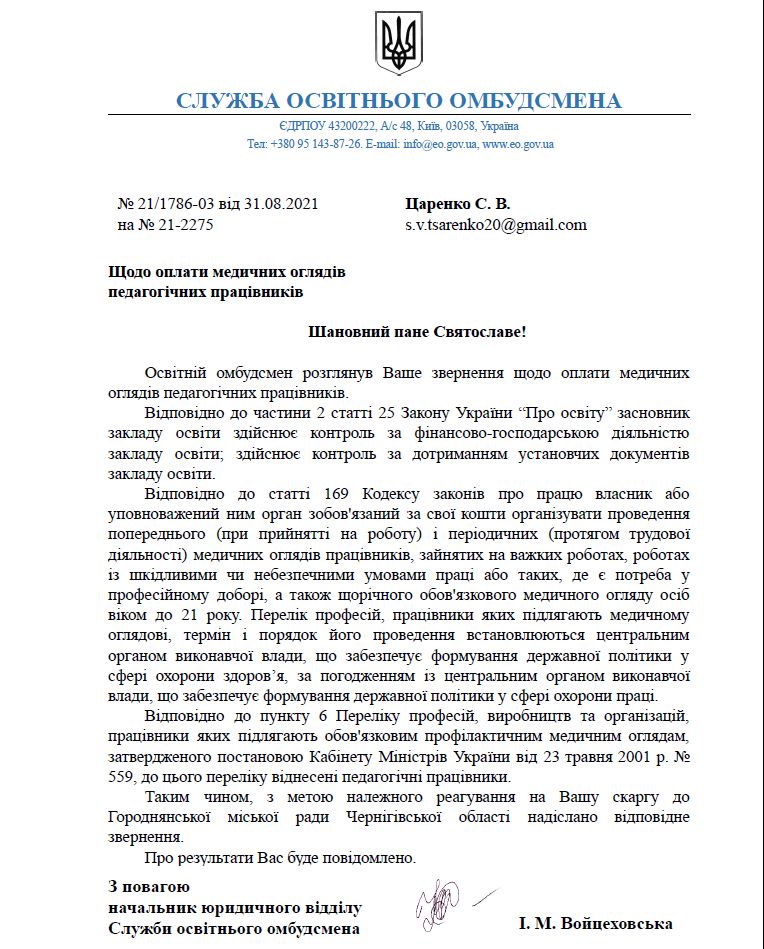 СЛУЖБА ОСВІТНЬОГО ОМБУДСМЕНА
ЄДРПОУ 43200222, А/с 48, Київ, 03058, Україна
Тел: +380 95 143-87-26. E-mail: info@eo.gov.ua, www.eo.gov.ua
№ 21/1786-03 від 31.08.2021
на № 21-2275
Царенко С. В.
s.v.tsarenko20@gmail.com
Щодо оплати медичних оглядів
педагогічних працівників
Шановний пане Святославе!
Освітній омбудсмен розглянув Ваше звернення щодо оплати медичних
оглядів педагогічних працівників.
Відповідно до частини 2 статті 25 Закону України “Про освіту” засновник
закладу освіти здійснює контроль за фінансово-господарською діяльністю
закладу освіти; здійснює контроль за дотриманням установчих документів
закладу освіти.
Відповідно до статті 169 Кодексу законів про працю власник або
уповноважений ним орган зобов'язаний за свої кошти організувати проведення
попереднього (при прийнятті на роботу) і періодичних (протягом трудової
діяльності) медичних оглядів працівників, зайнятих на важких роботах, роботах
із шкідливими чи небезпечними умовами праці або таких, де є потреба у
професійному доборі, а також щорічного обов'язкового медичного огляду осіб
віком до 21 року. Перелік професій, працівники яких підлягають медичному
оглядові, термін і порядок його проведення встановлюються центральним
органом виконавчої влади, що забезпечує формування державної політики у
сфері охорони здоров’я, за погодженням із центральним органом виконавчої
влади, що забезпечує формування державної політики у сфері охорони праці.
Відповідно до пункту 6 Переліку професій, виробництв та організацій,
працівники яких підлягають обов'язковим профілактичним медичним оглядам,
затвердженого постановою Кабінету Міністрів України від 23 травня 2001 р. №
559, до цього переліку віднесені педагогічні працівники.
Таким чином, з метою належного реагування на Вашу скаргу до
Городнянської міської ради Чернігівської області надіслано відповідне
звернення.
Про результати Вас буде повідомлено.
З повагою
начальник юридичного відділу
Служби освітнього омбудсмена
І. М. Войцеховська